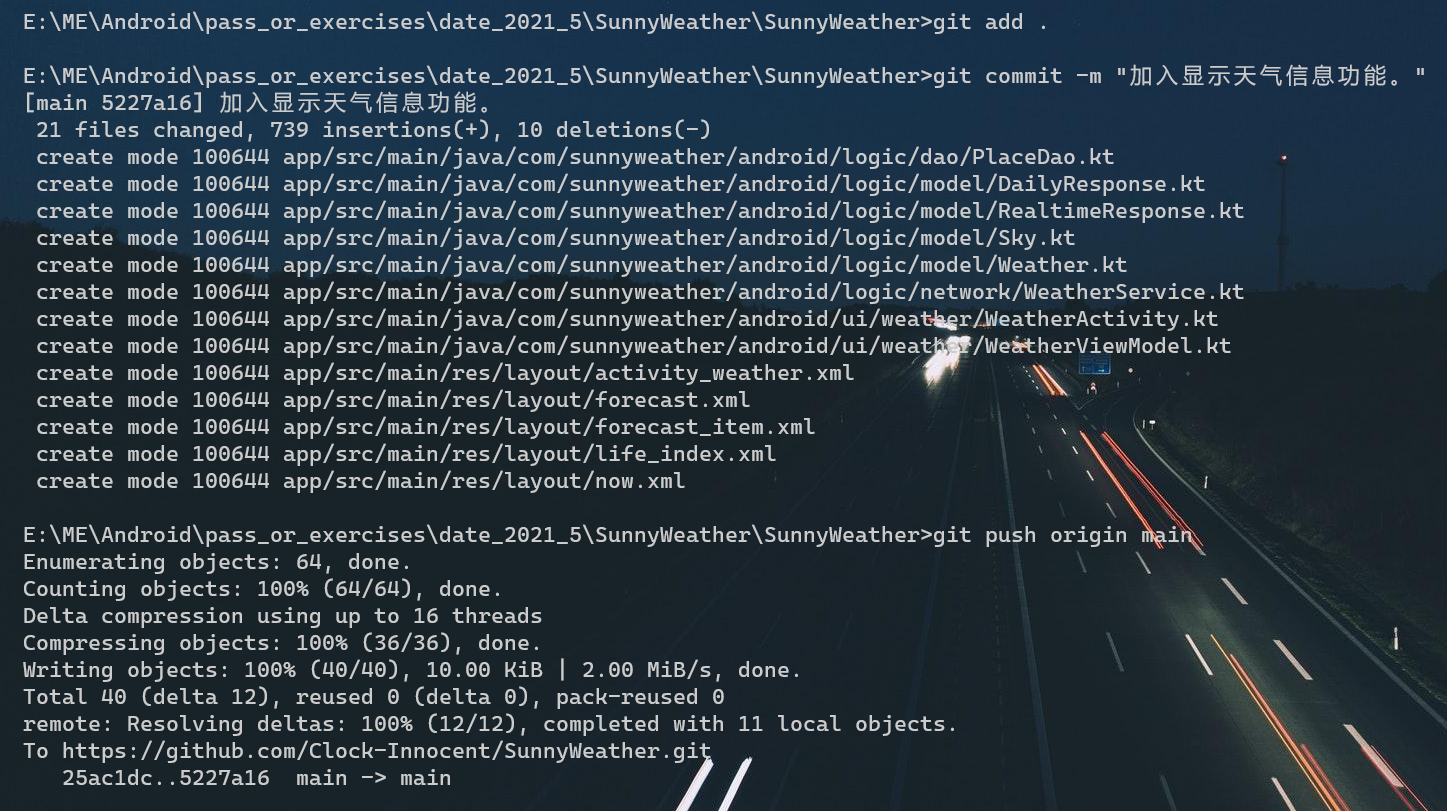 E:\ME\Android\pass_or_exercises\date_2021_5\SunnyWeather\SunnyWeather>git add .
E:\ME\Android\pass_or_exercises\date_2021_5\SunnyWeather\SunnyWeather>git commit -m "加入显示天气信息功能。"
[main 5227a16] 加入显示天气信息功能。
 21 files changed, 739 insertions(+), 10 deletions(-)
 create mode 100644 app/src/main/java/com/sunnyweather/android/logic/dao/PlaceDao.kt
 create mode 100644 app/src/main/java/com/sunnyweather/android/logic/model/DailyResponse.kt
 create mode 100644 app/src/main/java/com/sunnyweather/android/logic/model/RealtimeResponse.kt
 create mode 100644 app/src/main/java/com/sunnyweather/android/logic/model/Sky.kt
 create mode 100644 app/src/main/java/com/sunnyweather/android/logic/model/Weather.kt
 create mode 100644 app/src/main/java/com/sunnyweather/android/logic/network/WeatherService.kt
 create mode 100644 app/src/main/java/com/sunnyweather/android/ui/weather/WeatherActivity.kt
 create mode 100644 app/src/main/java/com/sunnyweather/android/ui/weather/WeatherViewModel.kt
 create mode 100644 app/src/main/res/layout/activity_weather.xml
 create mode 100644 app/src/main/res/layout/forecast.xml
 create mode 100644 app/src/main/res/layout/forecast_item.xml
 create mode 100644 app/src/main/res/layout/life_index.xml
 create mode 100644 app/src/main/res/layout/now.xml
E:\ME\Android\pass_or_exercises\date_2021_5\SunnyWeather\SunnyWeather>git push origin main
Enumerating objects: 64, done.
Counting objects: 100% (64/64), done.
Delta compression using up to 16 threads
Compressing objects: 100% (36/36), done.
Writing objects: 100% (40/40), 10.00 KiB | 2.00 MiB/s, done.
Total 40 (delta 12), reused 0 (delta 0), pack-reused 0
remote: Resolving deltas: 100% (12/12), completed with 11 local objects.
To https://github.com/Clock-Innocent/SunnyWeather.git
   25ac1dc..5227a16  main -> main